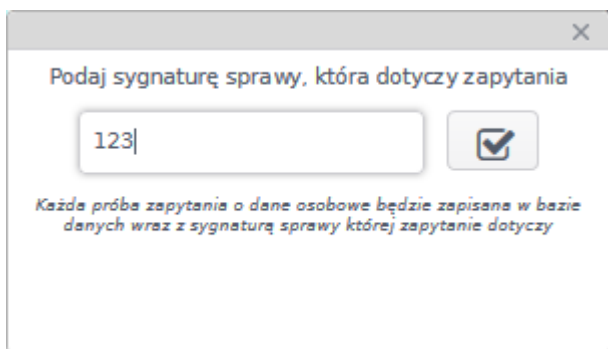 Podaj sygnaturę sprawy, która dotyczy zapytania
123
Każda próba zapytania o dane osobowe będzie zapisana w bazie
danych wraz z sygnaturą sprawy której zapytanie dotyczy